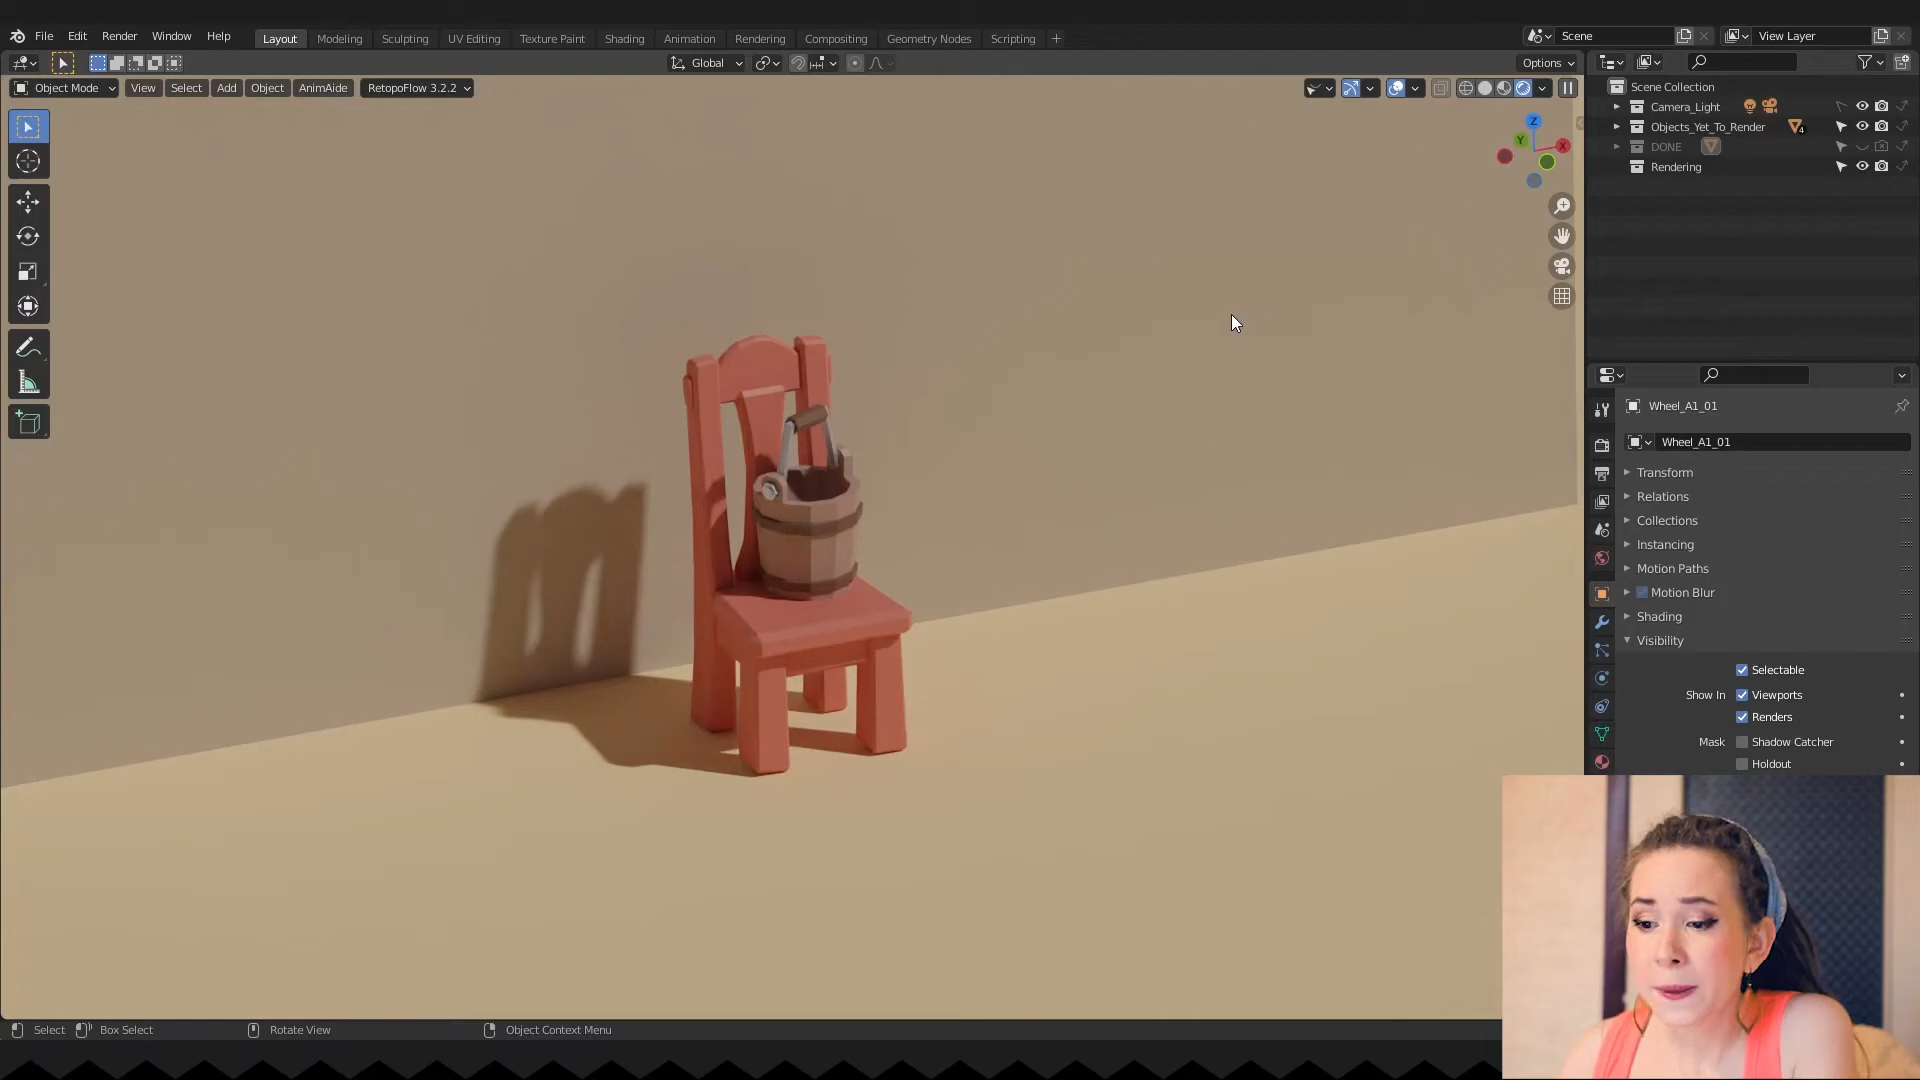 File Edit Render Window Help Layout Modeling Sculpting UV Editing Texture Paint Shading Animation Rendering Compositing Geometry Nodes Scripting + Scene View Layer
Global Options
Object Mode View Select Add Object AnimAide RetopoFlow 3.2.2
Z
Y
X
Scene Collection
Camera_Light
Objects_Yet_To_Render 4
DONE
Rendering
Wheel_A1_01
Wheel_A1_01
Transform
Relations
Collections
Instancing
Motion Paths
Motion Blur
Shading
Visibility
Selectable
Show In Viewports
Renders
Mask Shadow Catcher
Holdout
Select Box Select Rotate View Object Context Menu